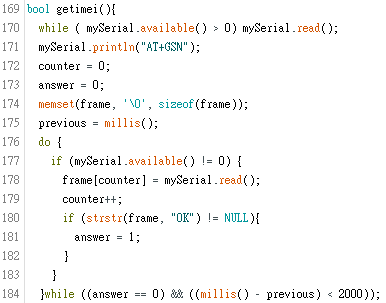 169 bool getimei(){
170 while ( mySerial.available() > 0) mySerial.read();
171 mySerial.println("AT+GSN");
172 counter = 0;
173 answer = 0;
174 memset(frame, '\0', sizeof(frame));
175 previous = millis();
176 do {
177 if (mySerial.available() != 0) {
178 frame[counter] = mySerial.read();
179 counter++;
180 if (strstr(frame, "OK") != NULL){
181 answer = 1;
182 }
183 }
184 }while ((answer == 0) && ((millis() - previous) < 2000));